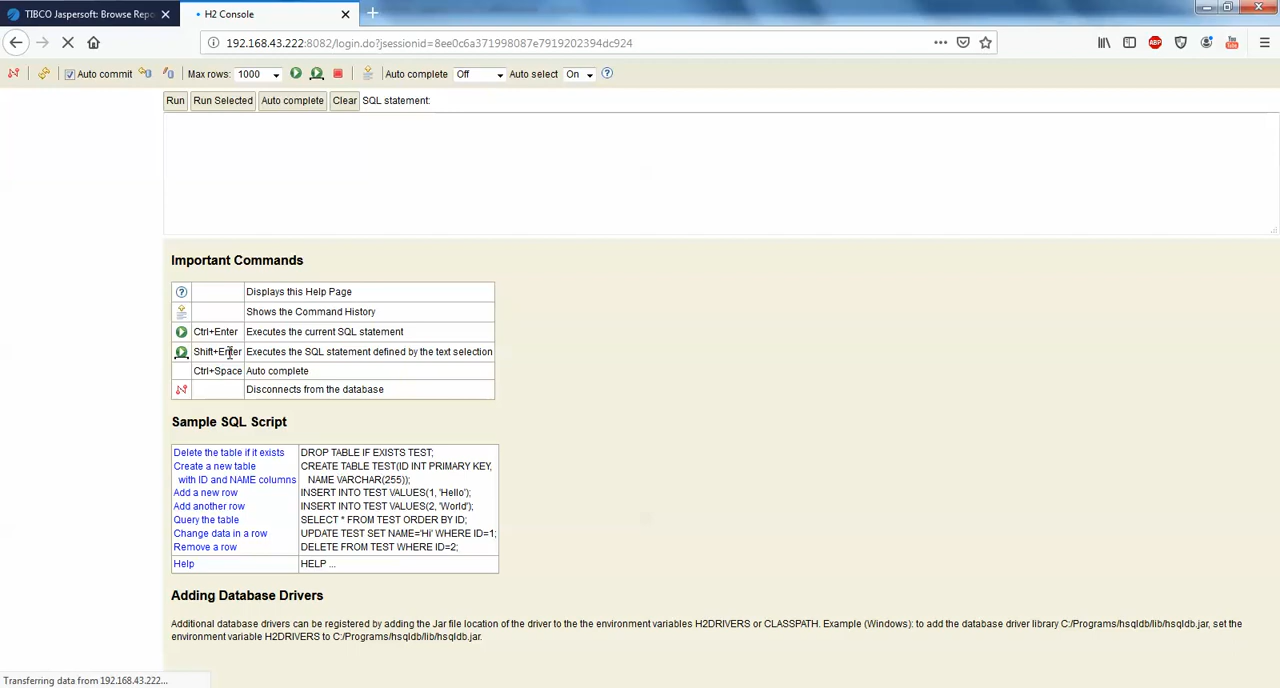 TIBCO Jaspersoft: Browse Repo
H2 Console
192.168.43.222:8082/login.do?jsessionid=8ee0c6a371998087e7919202394dc924
Auto commit
Max rows: 1000
Auto complete Off
Auto select On
Run
Run Selected
Auto complete
Clear
SQL statement:
Important Commands
Displays this Help Page
Shows the Command History
Ctrl+Enter Executes the current SQL statement
Shift+Enter Executes the SQL statement defined by the text selection
Ctrl+Space Auto complete
Disconnects from the database
Sample SQL Script
Delete the table if it exists DROP TABLE IF EXISTS TEST;
Create a new table CREATE TABLE TEST(ID INT PRIMARY KEY,
with ID and NAME columns NAME VARCHAR(255));
Add a new row INSERT INTO TEST VALUES(1, 'Hello');
Add another row INSERT INTO TEST VALUES(2, 'World');
Query the table SELECT * FROM TEST ORDER BY ID;
Change data in a row UPDATE TEST SET NAME='Hi' WHERE ID=1;
Remove a row DELETE FROM TEST WHERE ID=2;
Help HELP ...
Adding Database Drivers
Additional database drivers can be registered by adding the Jar file location of the driver to the the environment variables H2DRIVERS or CLASSPATH. Example (Windows): to add the database driver library C:/Programs/hsqldb/lib/hsqldb.jar, set the
environment variable H2DRIVERS to C:/Programs/hsqldb/lib/hsqldb.jar.
Transferring data from 192.168.43.222...